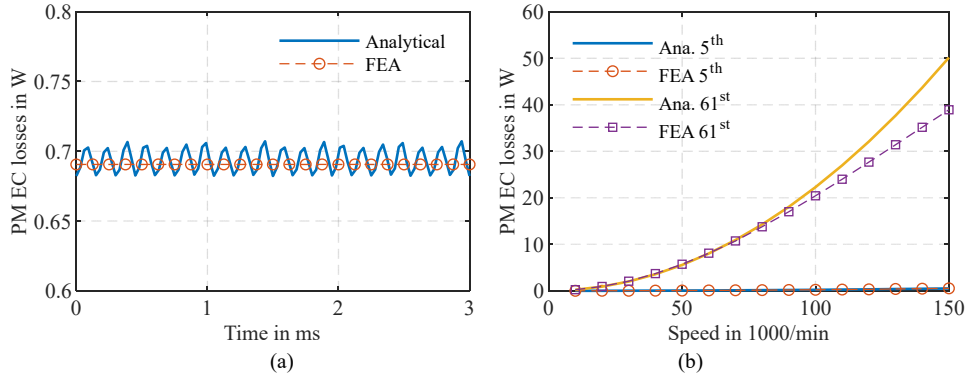 PM EC losses in W
0.8
0.75
0.7
0.65
0.6
0
1
2
3
Time in ms
Analytical
FEA
(a)
PM EC losses in W
60
50
40
30
20
10
0
50
100
150
Speed in 1000/min
Ana. 5th
FEA 5th
Ana. 61st
FEA 61st
(b)